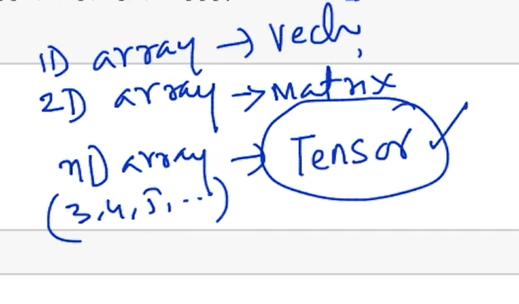 1D array → Vector
2D array → Matrix
nD array → Tensor ✓
(3,4,5,...)